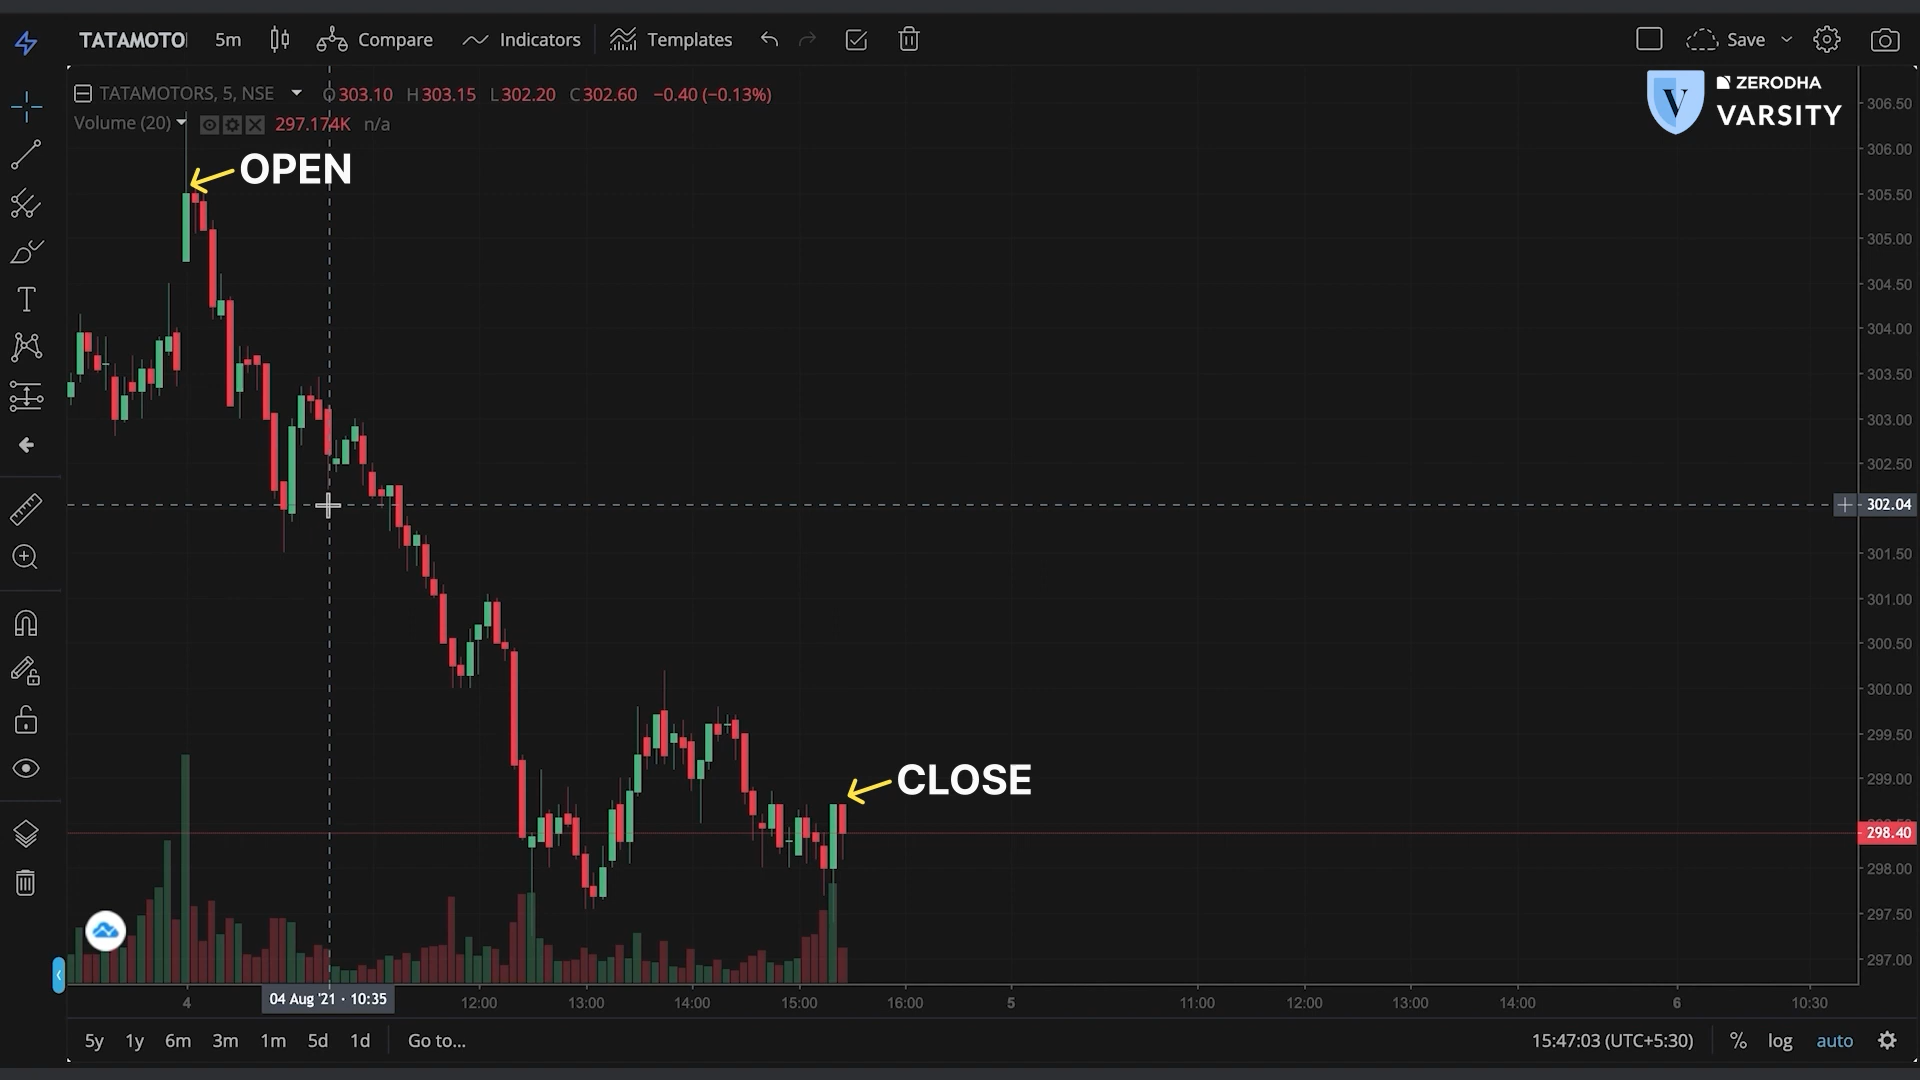 TATAMOTO 5m Compare Indicators Templates Save
TATAMOTORS, 5, NSE O303.10 H303.15 L302.20 C302.60 −0.40 (−0.13%)
Volume (20) 297.174K n/a
ZERODHA
VARSITY
OPEN
CLOSE
306.50
306.00
305.50
305.00
304.50
304.00
303.50
303.00
302.50
302.04
301.50
301.00
300.50
300.00
299.50
299.00
298.40
298.00
297.50
297.00
4 04 Aug '21 · 10:35 12:00 13:00 14:00 15:00 16:00 5 11:00 12:00 13:00 14:00 6 10:30
5y 1y 6m 3m 1m 5d 1d Go to... 15:47:03 (UTC+5:30) % log auto